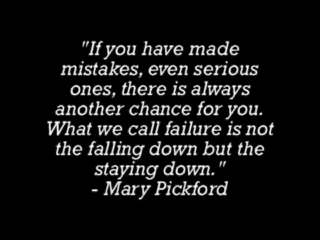 "If you have made
mistakes, even serious
ones, there is always
another chance for you.
What we call failure is not
the falling down but the
staying down."
- Mary Pickford